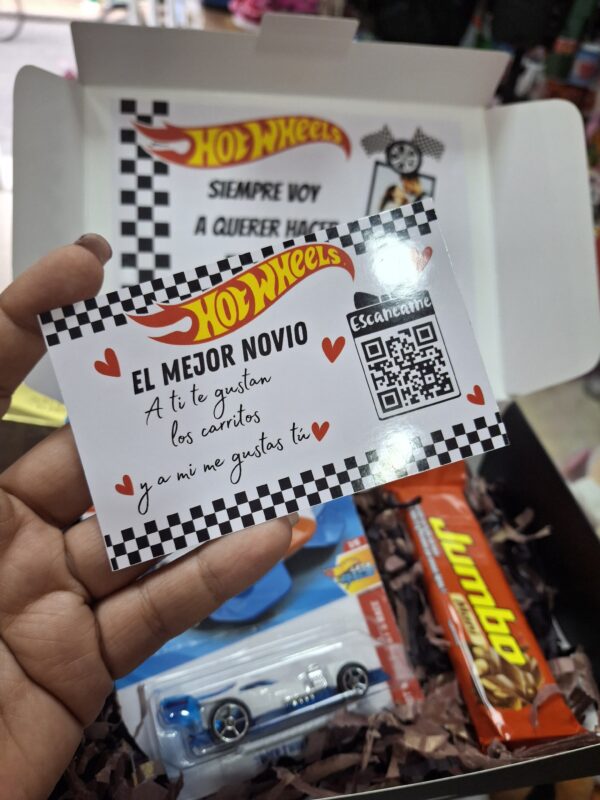 HOT WHEELS
SIEMPRE VOY
A QUERER HACER
HOT WHEELS
EL MEJOR NOVIO
A ti te gustan
los carritos
y a mi me gustas tú
Escanearme
Jumbo